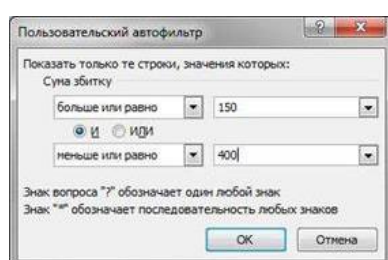 Пользовательский автофильтр
Показать только те строки, значения которых:
Сума збитку
больше или равно 150
И ИЛИ
меньше или равно 400
Знак вопроса "?" обозначает один любой знак
Знак "*" обозначает последовательность любых знаков
OK Отмена